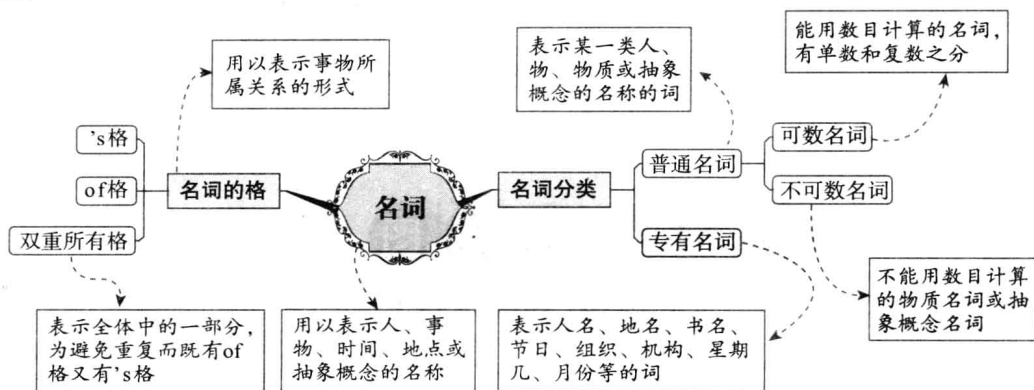 用以表示事物所
属关系的形式
表示某一类人、
物、物质或抽象
概念的名称的词
能用数目计算的名词，
有单数和复数之分
's格
of格
双重所有格
名词的格
名词
名词分类
普通名词
专有名词
可数名词
不可数名词
表示全体中的一部分，
为避免重复而既有of
格又有's格
用以表示人、事
物、时间、地点或
抽象概念的名称
表示人名、地名、书名、
节日、组织、机构、星期
几、月份等的词
不能用数目计算
的物质名词或抽
象概念名词